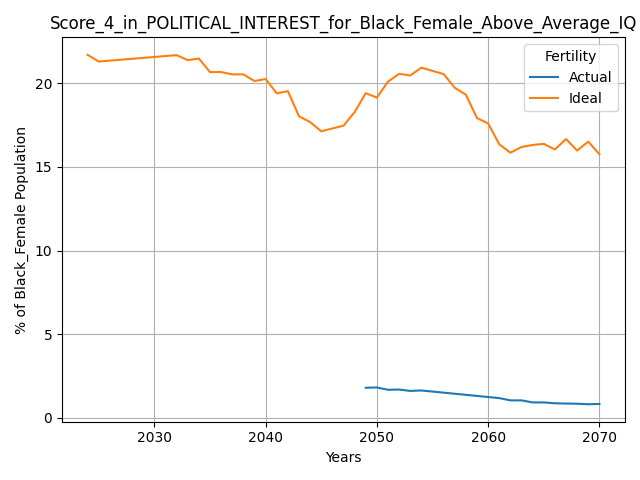 Score_4_in_POLITICAL_INTEREST_for_Black_Female_Above_Average_IQ
Fertility
Actual
Ideal
% of Black_Female Population
20
15
10
5
0
2030 2040 2050 2060 2070
Years